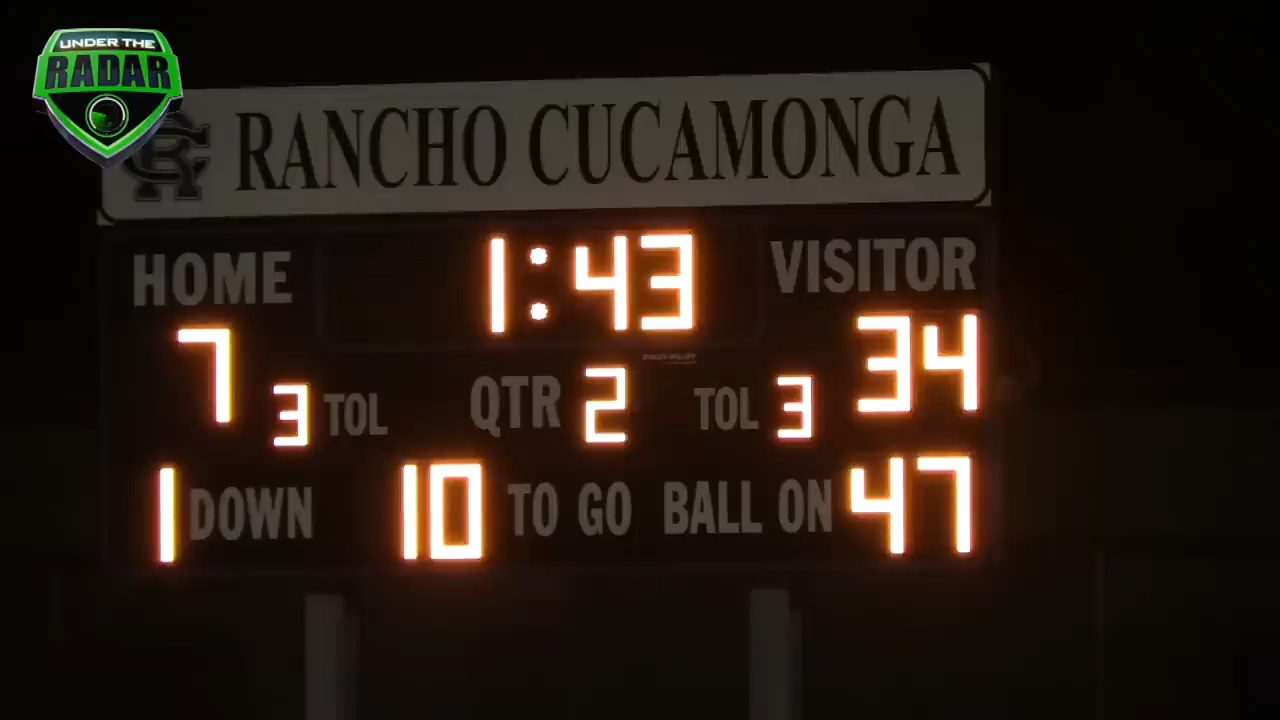 UNDER THE
RADAR
CR RANCHO CUCAMONGA
HOME 1:43 VISITOR
7 3 TOL QTR 2 TOL 3 34
1 DOWN 10 TO GO BALL ON 47